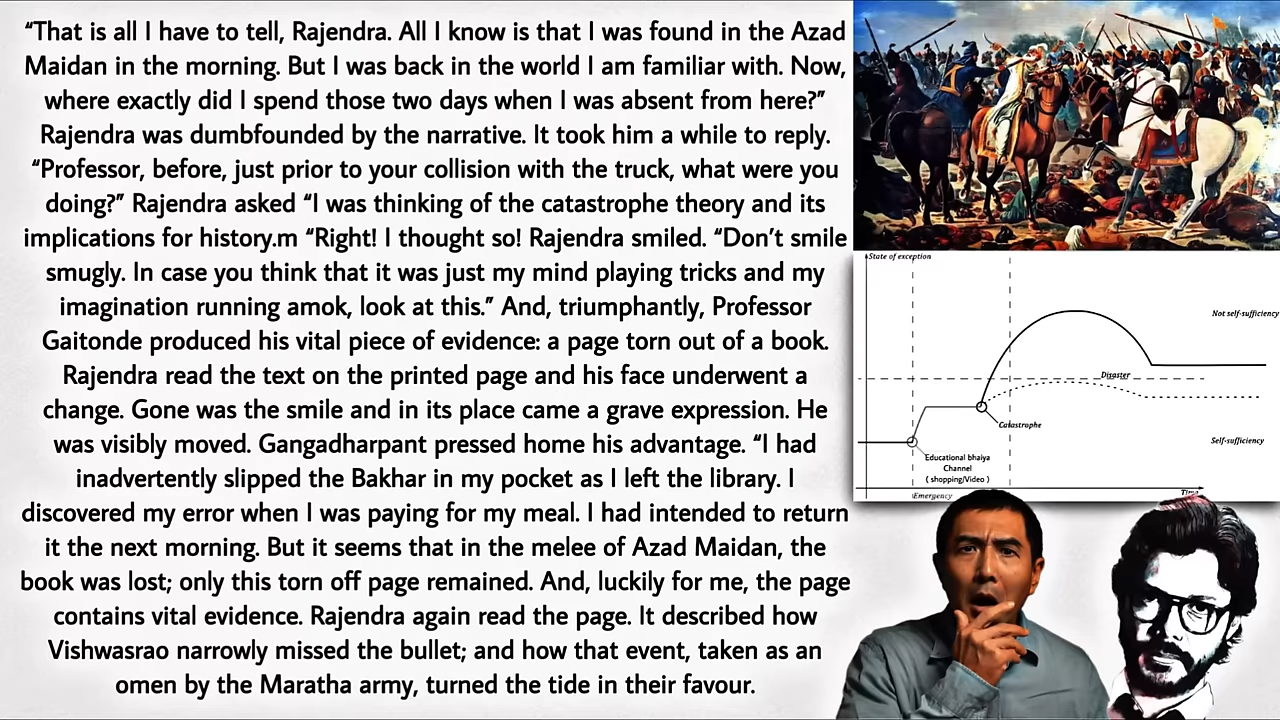 “That is all I have to tell, Rajendra. All I know is that I was found in the Azad
Maidan in the morning. But I was back in the world I am familiar with. Now,
where exactly did I spend those two days when I was absent from here?”
Rajendra was dumbfounded by the narrative. It took him a while to reply.
“Professor, before, just prior to your collision with the truck, what were you
doing?” Rajendra asked “I was thinking of the catastrophe theory and its
implications for history.m “Right! I thought so! Rajendra smiled. “Don’t smile
smugly. In case you think that it was just my mind playing tricks and my
imagination running amok, look at this.” And, triumphantly, Professor
Gaitonde produced his vital piece of evidence: a page torn out of a book.
Rajendra read the text on the printed page and his face underwent a
change. Gone was the smile and in its place came a grave expression. He
was visibly moved. Gangadharpant pressed home his advantage. “I had
inadvertently slipped the Bakhar in my pocket as I left the library. I
discovered my error when I was paying for my meal. I had intended to return
it the next morning. But it seems that in the melee of Azad Maidan, the
book was lost; only this torn off page remained. And, luckily for me, the page
contains vital evidence. Rajendra again read the page. It described how
Vishwasrao narrowly missed the bullet; and how that event, taken as an
omen by the Maratha army, turned the tide in their favour.
State of exception
Not self-sufficiency
Disaster
Catastrophe
Self-sufficiency
Educational bhaiya
Channel
( shopping/Video )
Emergency
Time